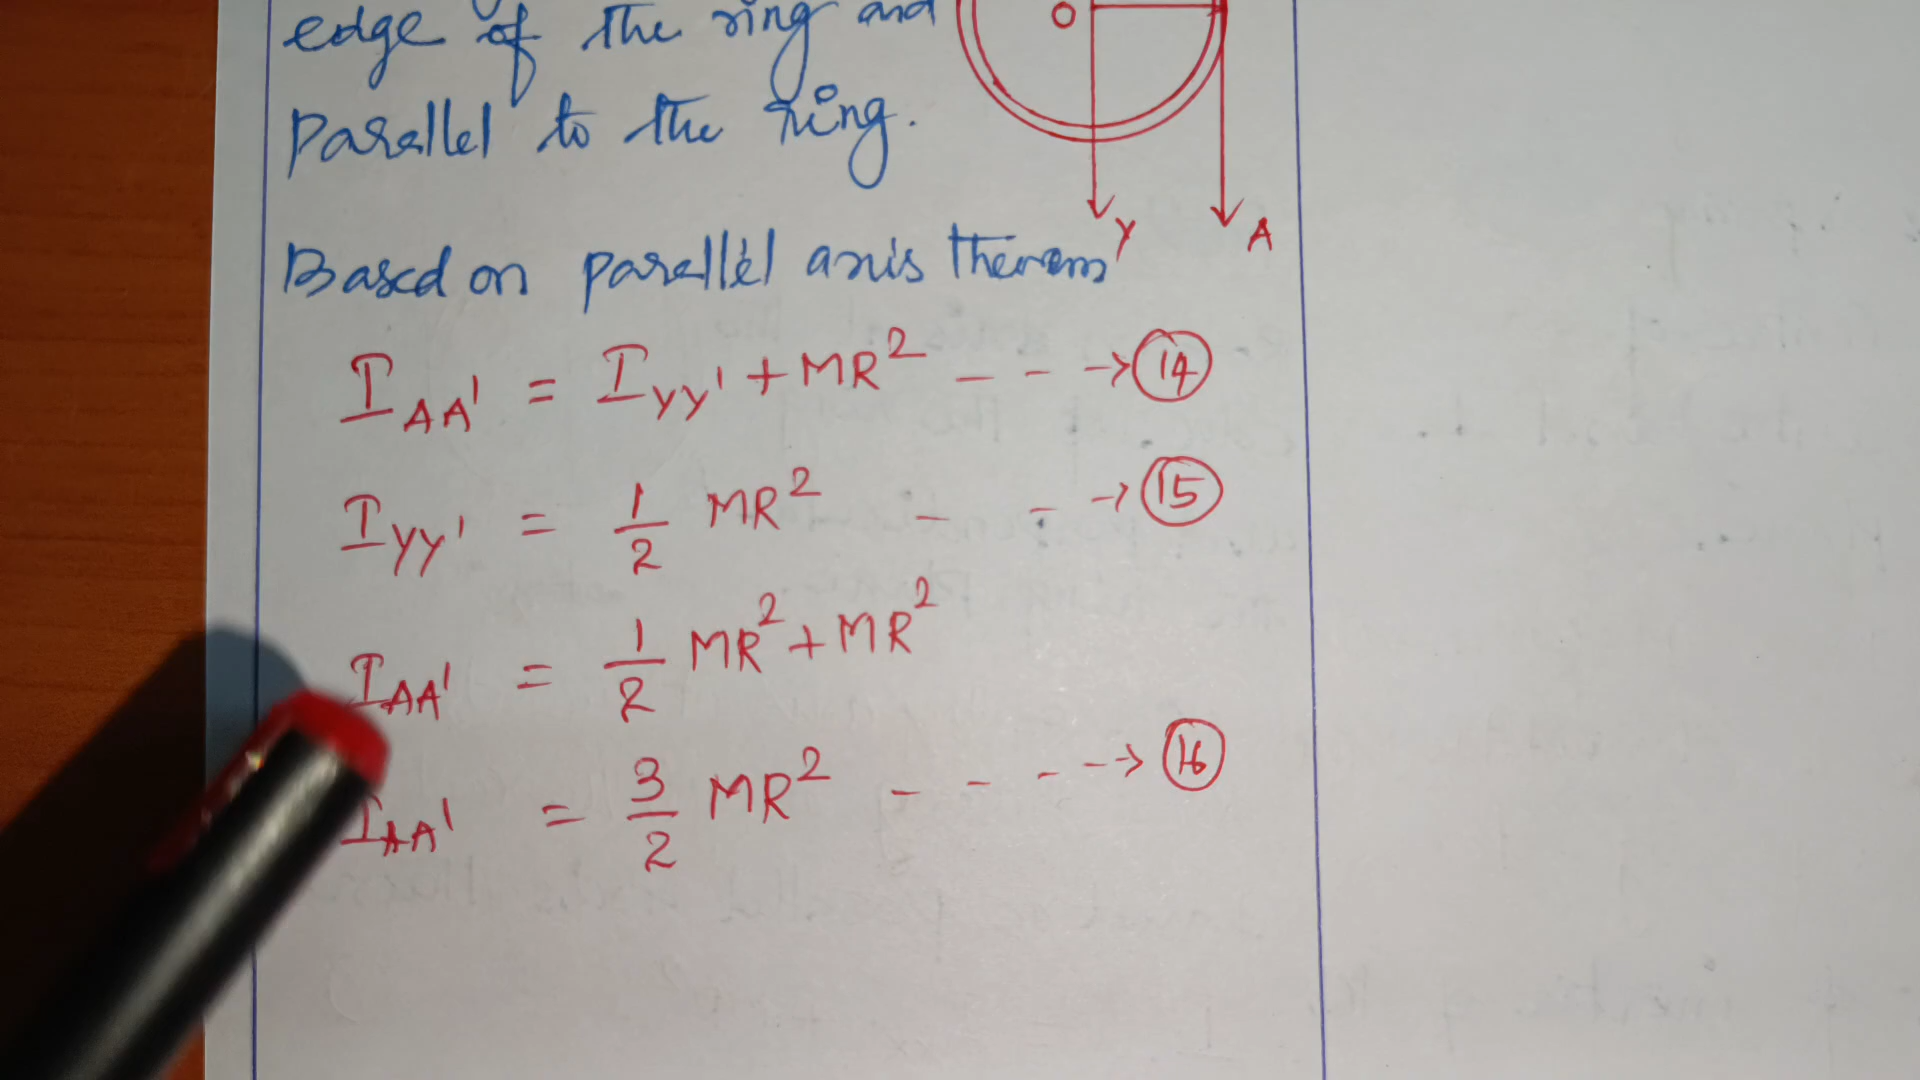 edge of the ring and
O
parallel to the ring.
Y
A
Based on parallel axis theorem
I_AA' = I_YY' + MR² - - -> 14
I_YY' = 1/2 MR² - - -> 15
I_AA' = 1/2 MR² + MR²
I_AA' = 3/2 MR² - - - -> 16